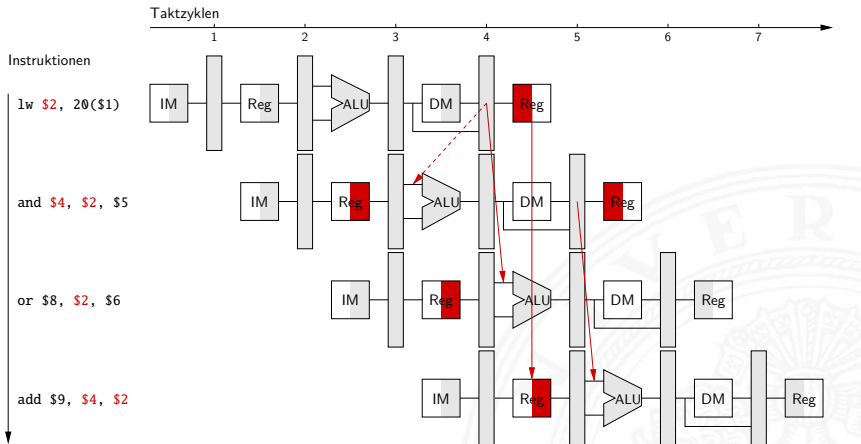 Taktzyklen
1 2 3 4 5 6 7
Instruktionen
lw $2, 20($1) IM Reg ALU DM Reg
and $4, $2, $5 IM Reg ALU DM Reg
or $8, $2, $6 IM Reg ALU DM Reg
add $9, $4, $2 IM Reg ALU DM Reg
V E R